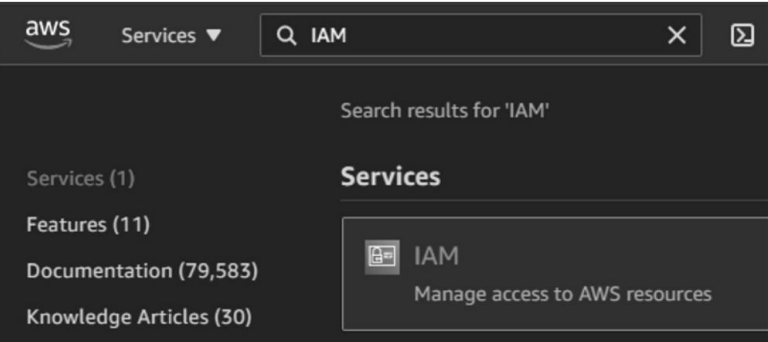 aws
Services ▼
IAM
Search results for 'IAM'
Services (1)
Features (11)
Documentation (79,583)
Knowledge Articles (30)
Services
IAM
Manage access to AWS resources